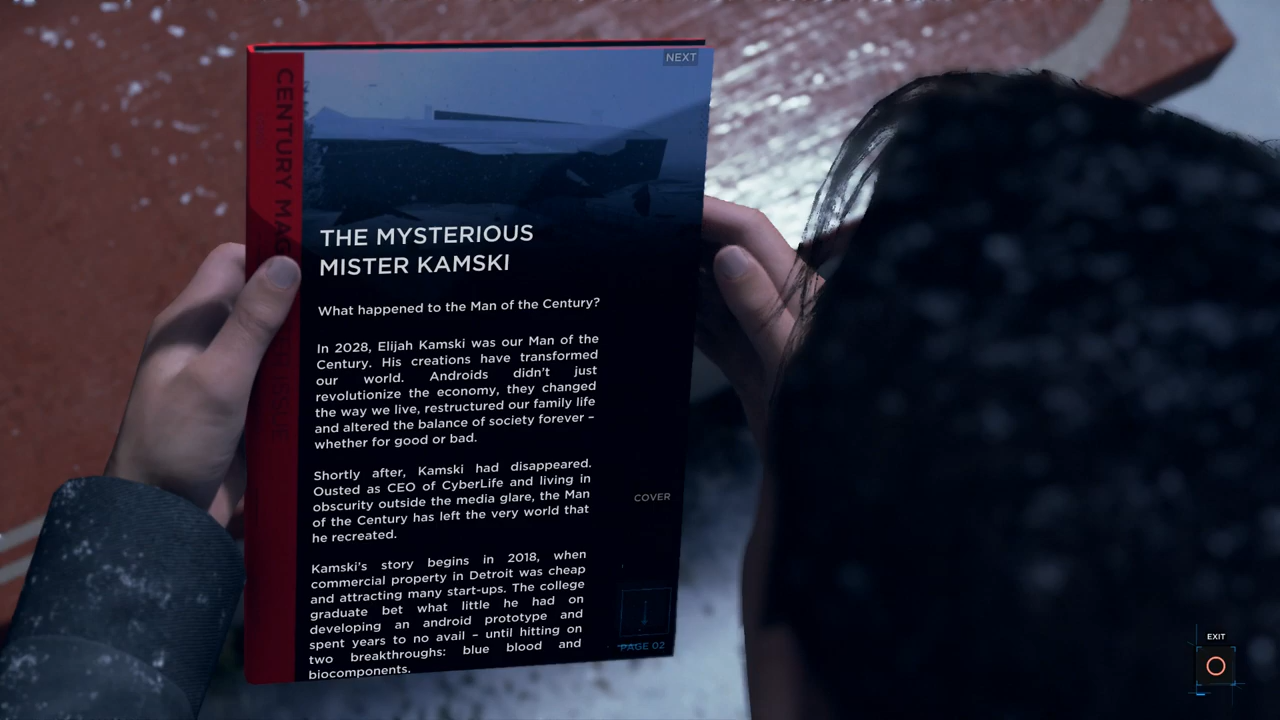 NEXT
CENTURY MAG
ISSUE
THE MYSTERIOUS
MISTER KAMSKI
What happened to the Man of the Century?
In 2028, Elijah Kamski was our Man of the
Century. His creations have transformed
our world. Androids didn't just
revolutionize the economy, they changed
the way we live, restructured our family life
and altered the balance of society forever –
whether for good or bad.
Shortly after, Kamski had disappeared.
Ousted as CEO of CyberLife and living in
obscurity outside the media glare, the Man
of the Century has left the very world that
he recreated.
Kamski's story begins in 2018, when
commercial property in Detroit was cheap
and attracting many start-ups. The college
graduate bet what little he had on
developing an android prototype and
spent years to no avail – until hitting on
two breakthroughs: blue blood and
biocomponents.
COVER
PAGE 02
EXIT